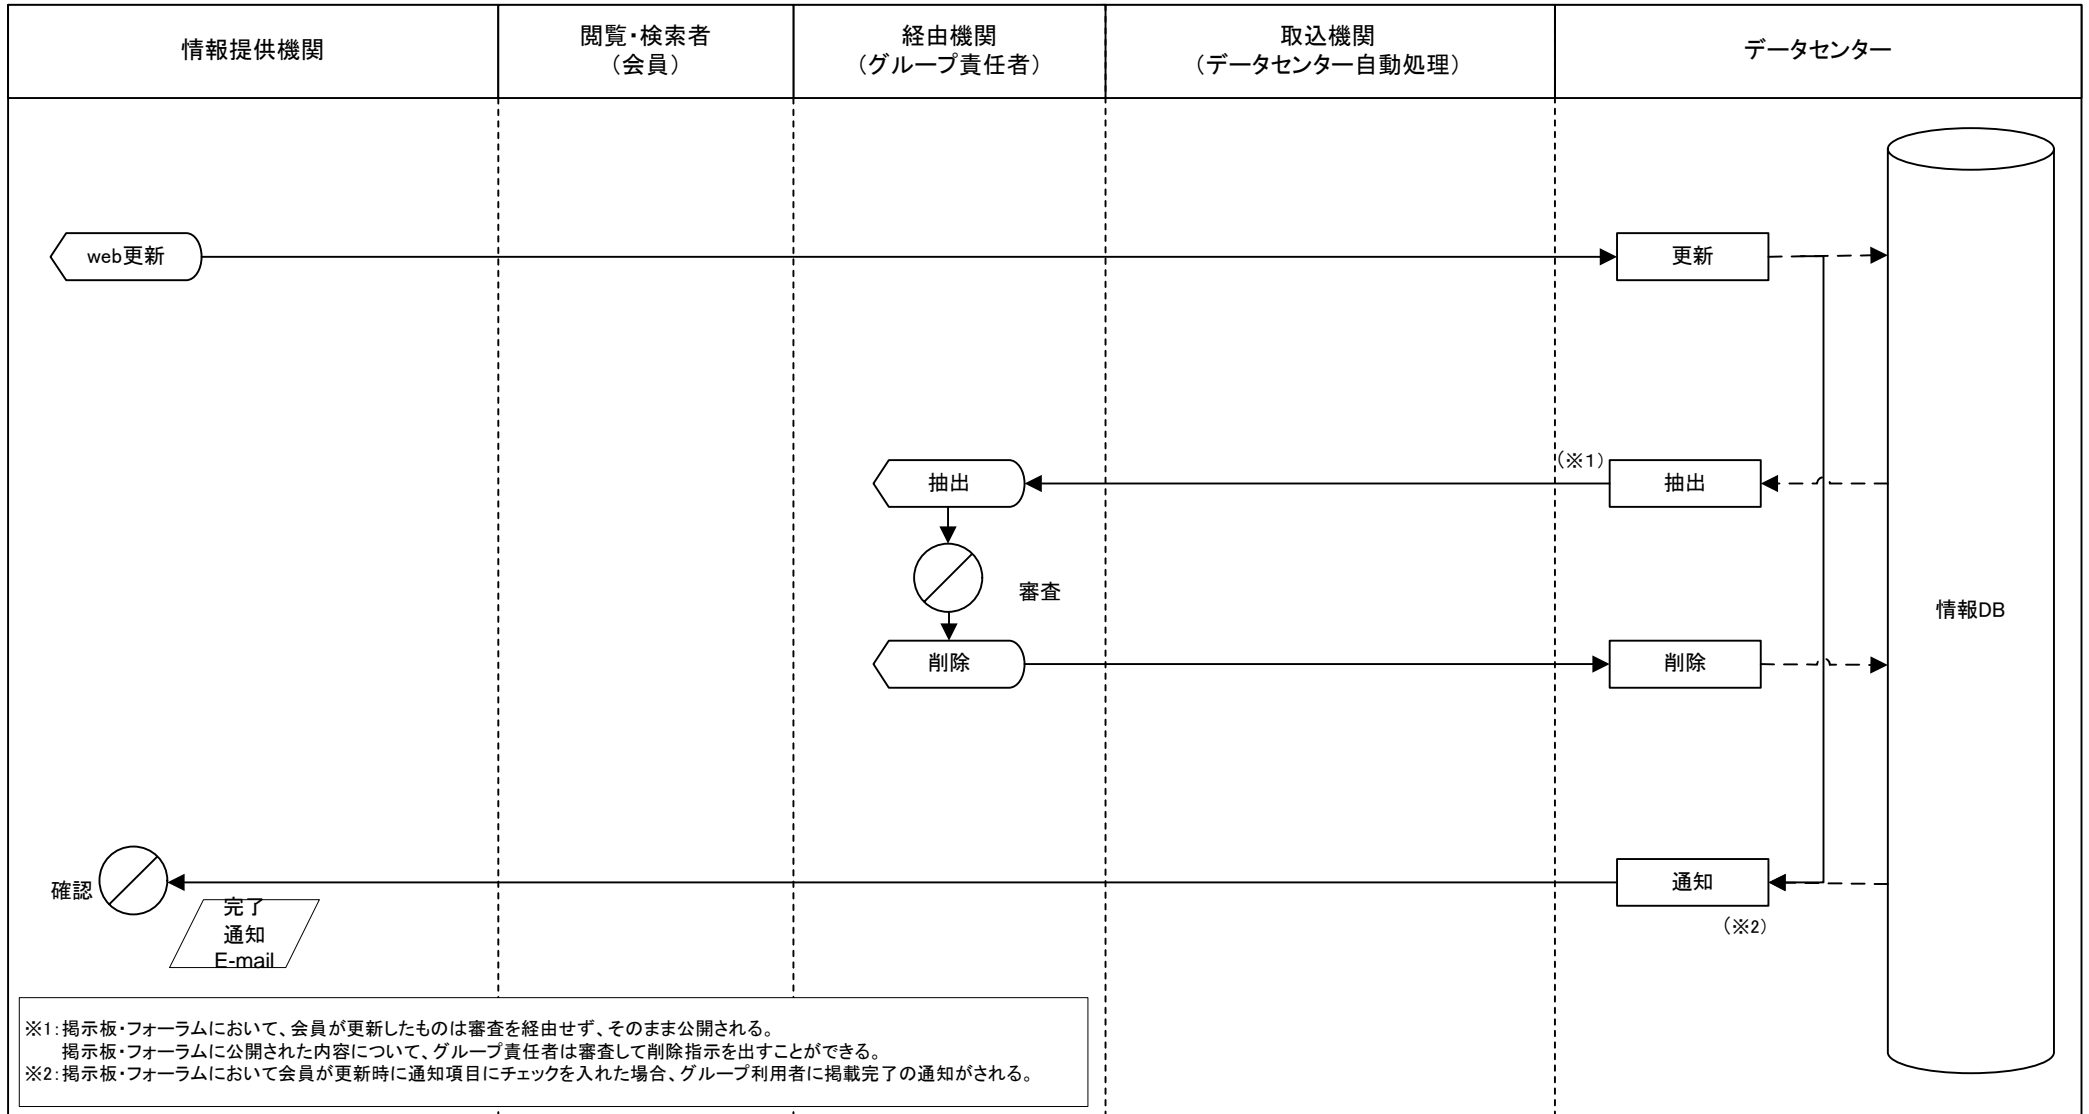 情報提供機関
閲覧・検索者
（会員）
経由機関
（グループ責任者）
取込機関
（データセンター自動処理）
データセンター
web更新
更新
抽出
（※1）
抽出
審査
情報DB
削除
削除
確認
通知
（※2）
完了
通知
E-mail
※1：掲示板・フォーラムにおいて、会員が更新したものは審査を経由せず、そのまま公開される。
掲示板・フォーラムに公開された内容について、グループ責任者は審査して削除指示を出すことができる。
※2：掲示板・フォーラムにおいて会員が更新時に通知項目にチェックを入れた場合、グループ利用者に掲載完了の通知がされる。